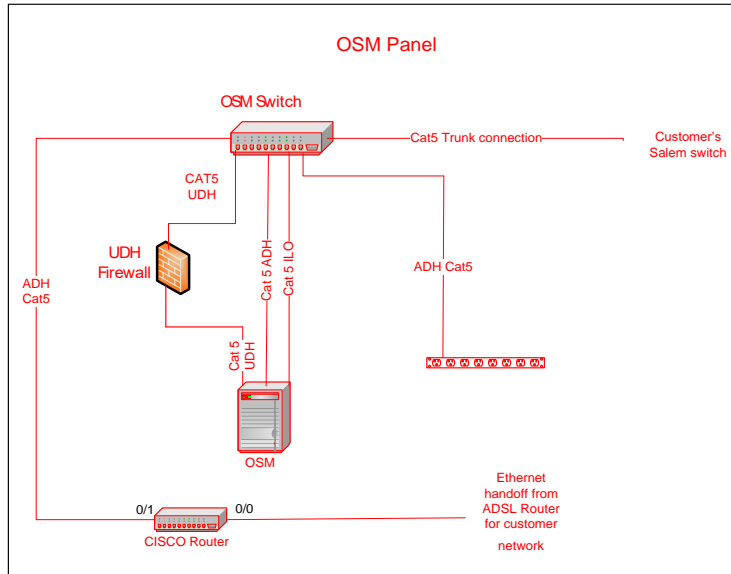 OSM Panel
OSM Switch
Cat5 Trunk connection
Customer's
Salem switch
CAT5
UDH
UDH
Firewall
Cat 5 ADH
Cat 5 ILO
ADH
Cat5
ADH Cat5
Cat 5
UDH
OSM
Ethernet
handoff from
ADSL Router
for customer
network
0/1
0/0
CISCO Router